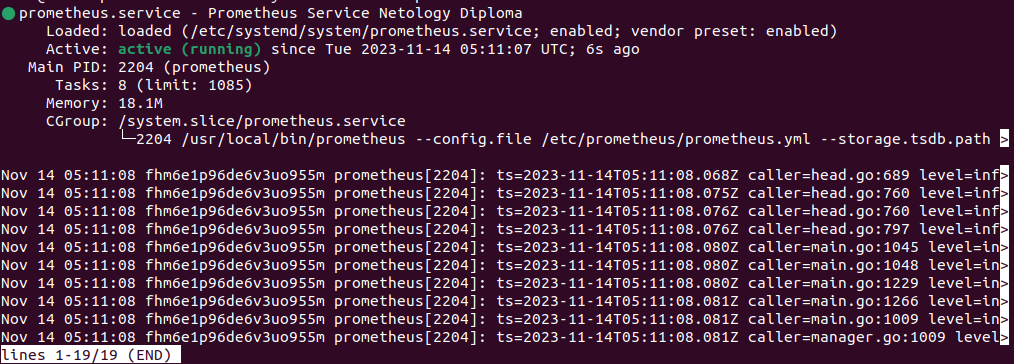 ● prometheus.service - Prometheus Service Netology Diploma
     Loaded: loaded (/etc/systemd/system/prometheus.service; enabled; vendor preset: enabled)
     Active: active (running) since Tue 2023-11-14 05:11:07 UTC; 6s ago
   Main PID: 2204 (prometheus)
      Tasks: 8 (limit: 1085)
     Memory: 18.1M
     CGroup: /system.slice/prometheus.service
             └─2204 /usr/local/bin/prometheus --config.file /etc/prometheus/prometheus.yml --storage.tsdb.path >
Nov 14 05:11:08 fhm6e1p96de6v3uo955m prometheus[2204]: ts=2023-11-14T05:11:08.068Z caller=head.go:689 level=inf>
Nov 14 05:11:08 fhm6e1p96de6v3uo955m prometheus[2204]: ts=2023-11-14T05:11:08.075Z caller=head.go:760 level=inf>
Nov 14 05:11:08 fhm6e1p96de6v3uo955m prometheus[2204]: ts=2023-11-14T05:11:08.076Z caller=head.go:760 level=inf>
Nov 14 05:11:08 fhm6e1p96de6v3uo955m prometheus[2204]: ts=2023-11-14T05:11:08.076Z caller=head.go:797 level=inf>
Nov 14 05:11:08 fhm6e1p96de6v3uo955m prometheus[2204]: ts=2023-11-14T05:11:08.080Z caller=main.go:1045 level=in>
Nov 14 05:11:08 fhm6e1p96de6v3uo955m prometheus[2204]: ts=2023-11-14T05:11:08.080Z caller=main.go:1048 level=in>
Nov 14 05:11:08 fhm6e1p96de6v3uo955m prometheus[2204]: ts=2023-11-14T05:11:08.080Z caller=main.go:1229 level=in>
Nov 14 05:11:08 fhm6e1p96de6v3uo955m prometheus[2204]: ts=2023-11-14T05:11:08.081Z caller=main.go:1266 level=in>
Nov 14 05:11:08 fhm6e1p96de6v3uo955m prometheus[2204]: ts=2023-11-14T05:11:08.081Z caller=main.go:1009 level=in>
Nov 14 05:11:08 fhm6e1p96de6v3uo955m prometheus[2204]: ts=2023-11-14T05:11:08.081Z caller=manager.go:1009 level>
lines 1-19/19 (END)